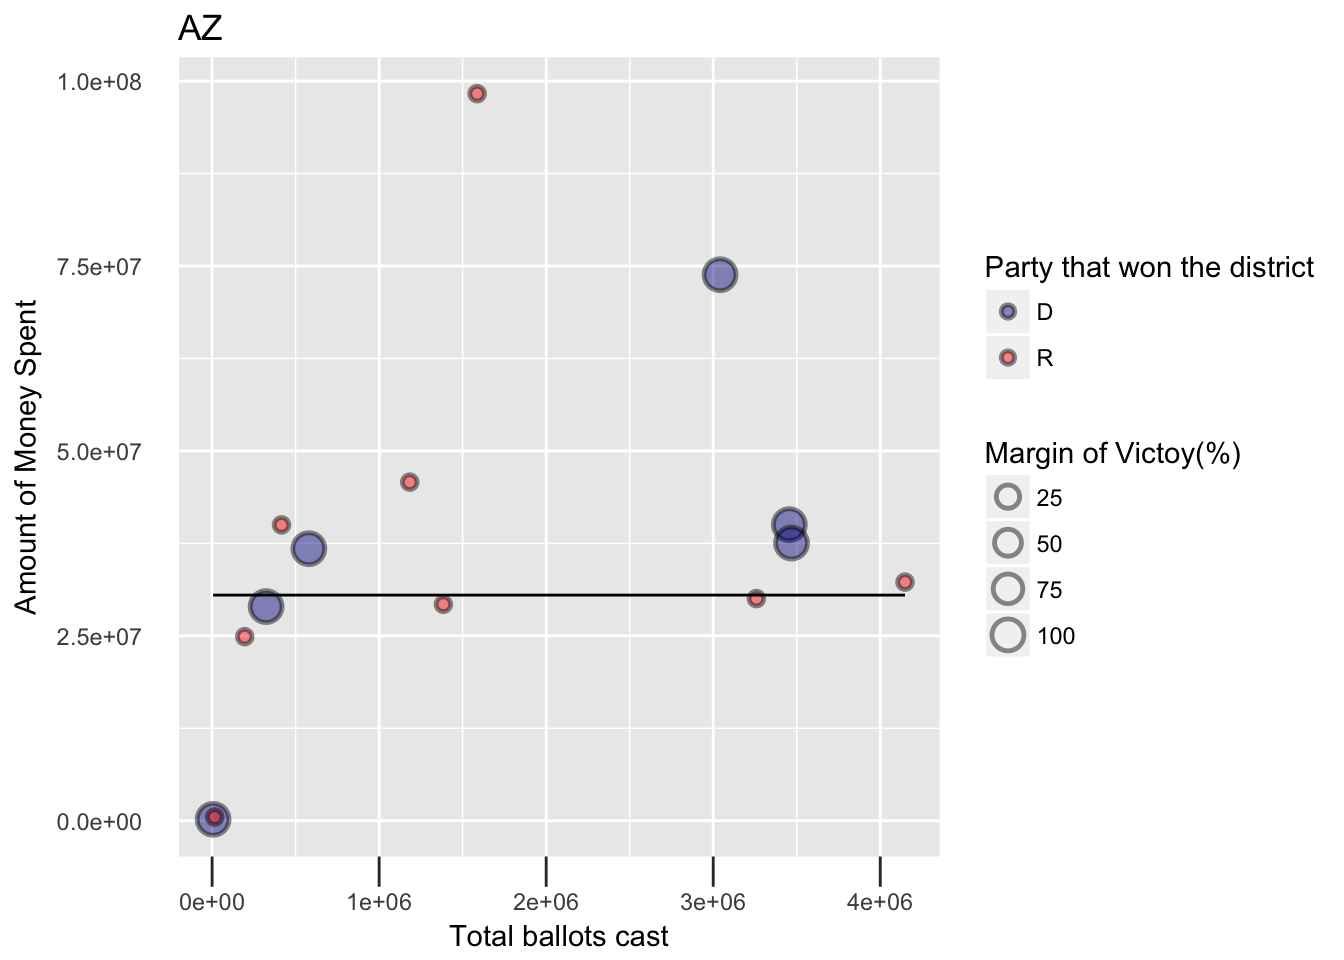 AZ
1.0e+08
7.5e+07
5.0e+07
2.5e+07
0.0e+00
Amount of Money Spent
0e+00 1e+06 2e+06 3e+06 4e+06
Total ballots cast
Party that won the district
D
R
Margin of Victoy(%)
25
50
75
100